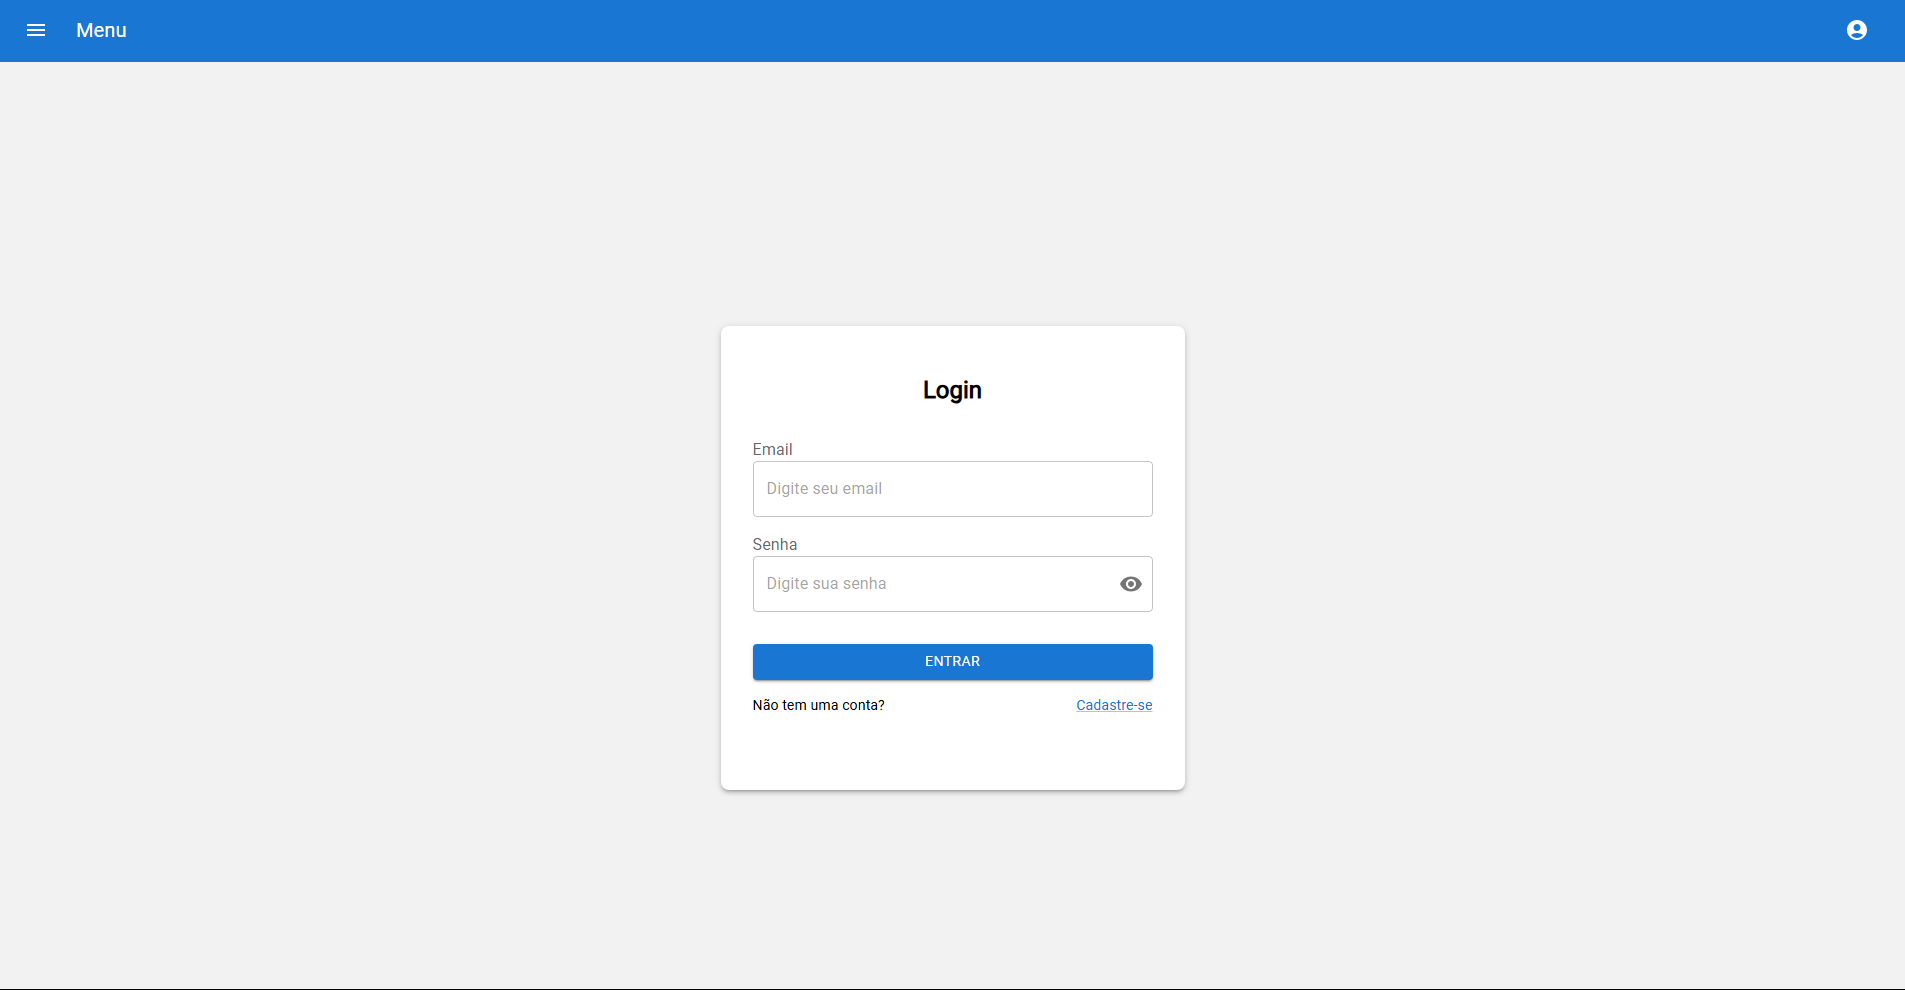 Menu
Login
Email
Digite seu email
Senha
Digite sua senha
ENTRAR
Não tem uma conta? Cadastre-se